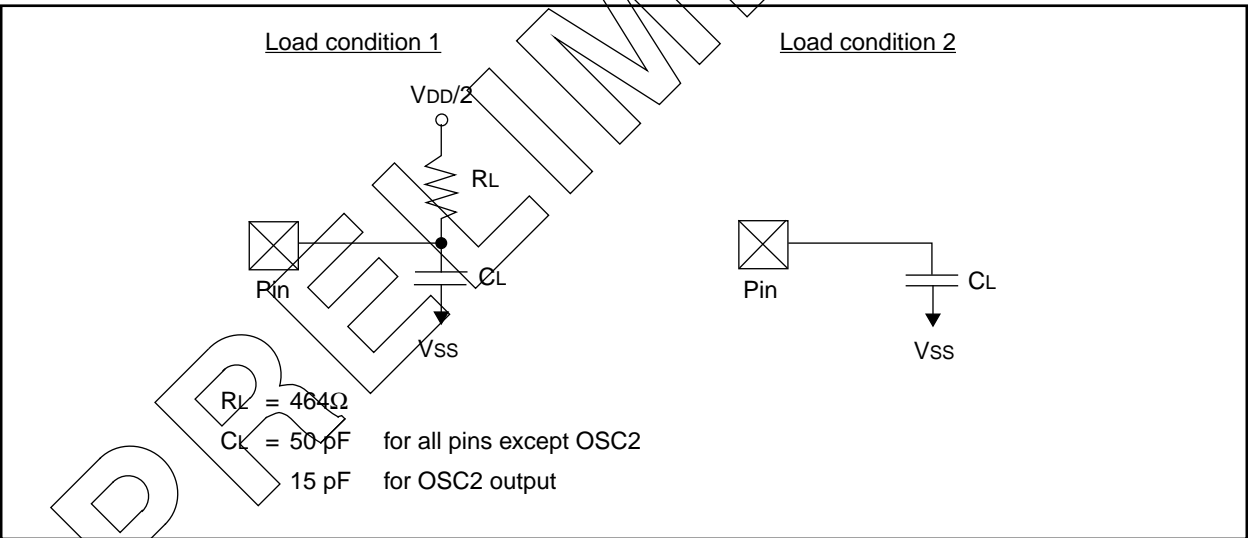 Load condition 1
Load condition 2
VDD/2
RL
CL
Pin
VSS
Pin
CL
VSS
RL = 464Ω
CL = 50 pF for all pins except OSC2
15 pF for OSC2 output
PRELIM